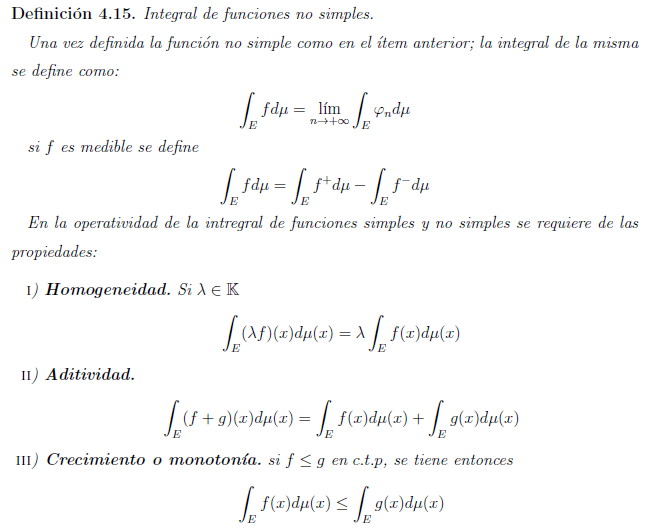 Definición 4.15. Integral de funciones no simples.
Una vez definida la función no simple como en el ítem anterior; la integral de la misma
se define como:
∫_E fdμ = lím_{n→+∞} ∫_E φ_n dμ
si f es medible se define
∫_E fdμ = ∫_E f⁺dμ − ∫_E f⁻dμ
En la operatividad de la intregral de funciones simples y no simples se requiere de las
propiedades:
I) Homogeneidad. Si λ ∈ 𝕂
∫_E (λf)(x)dμ(x) = λ ∫_E f(x)dμ(x)
II) Aditividad.
∫_E (f + g)(x)dμ(x) = ∫_E f(x)dμ(x) + ∫_E g(x)dμ(x)
III) Crecimiento o monotonía. si f ≤ g en c.t.p, se tiene entonces
∫_E f(x)dμ(x) ≤ ∫_E g(x)dμ(x)